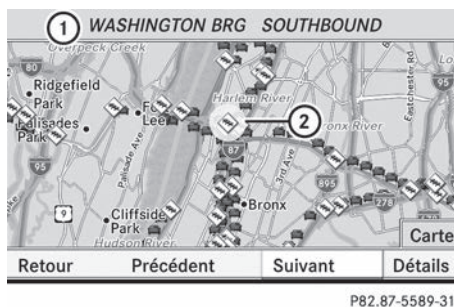 1 WASHINGTON BRG SOUTHBOUND
Overpeck Creek
80
95
Ridgefield Park
Palisades Park
Fort Lee
Harlem River
2
Bronx River
Eastchester Rd
Palisade Ave
87
3rd Ave
95
895
9
Cliffside Park
Bronx
278
Hudson River
Carte
Retour Précédent Suivant Détails
P82.87-5589-31